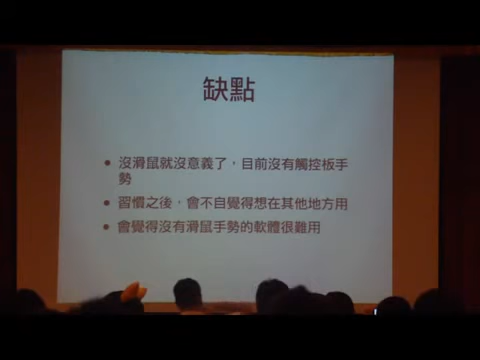 缺點
• 沒滑鼠就沒意義了，目前沒有觸控板手
勢
• 習慣之後，會不自覺得想在其他地方用
• 會覺得沒有滑鼠手勢的軟體很難用